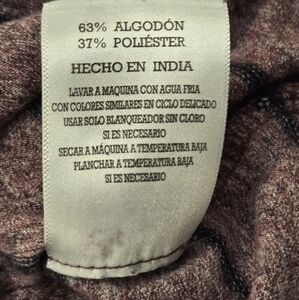 63% ALGODÓN
37% POLIÉSTER
HECHO EN INDIA
LAVAR A MAQUINA CON AGUA FRIA
CON COLORES SIMILARES EN CICLO DELICADO
USAR SOLO BLANQUEADOR SIN CLORO
SI ES NECESARIO
SECAR A MÁQUINA A TEMPERATURA BAJA
PLANCHAR A TEMPERATURA BAJA
SI ES NECESARIO